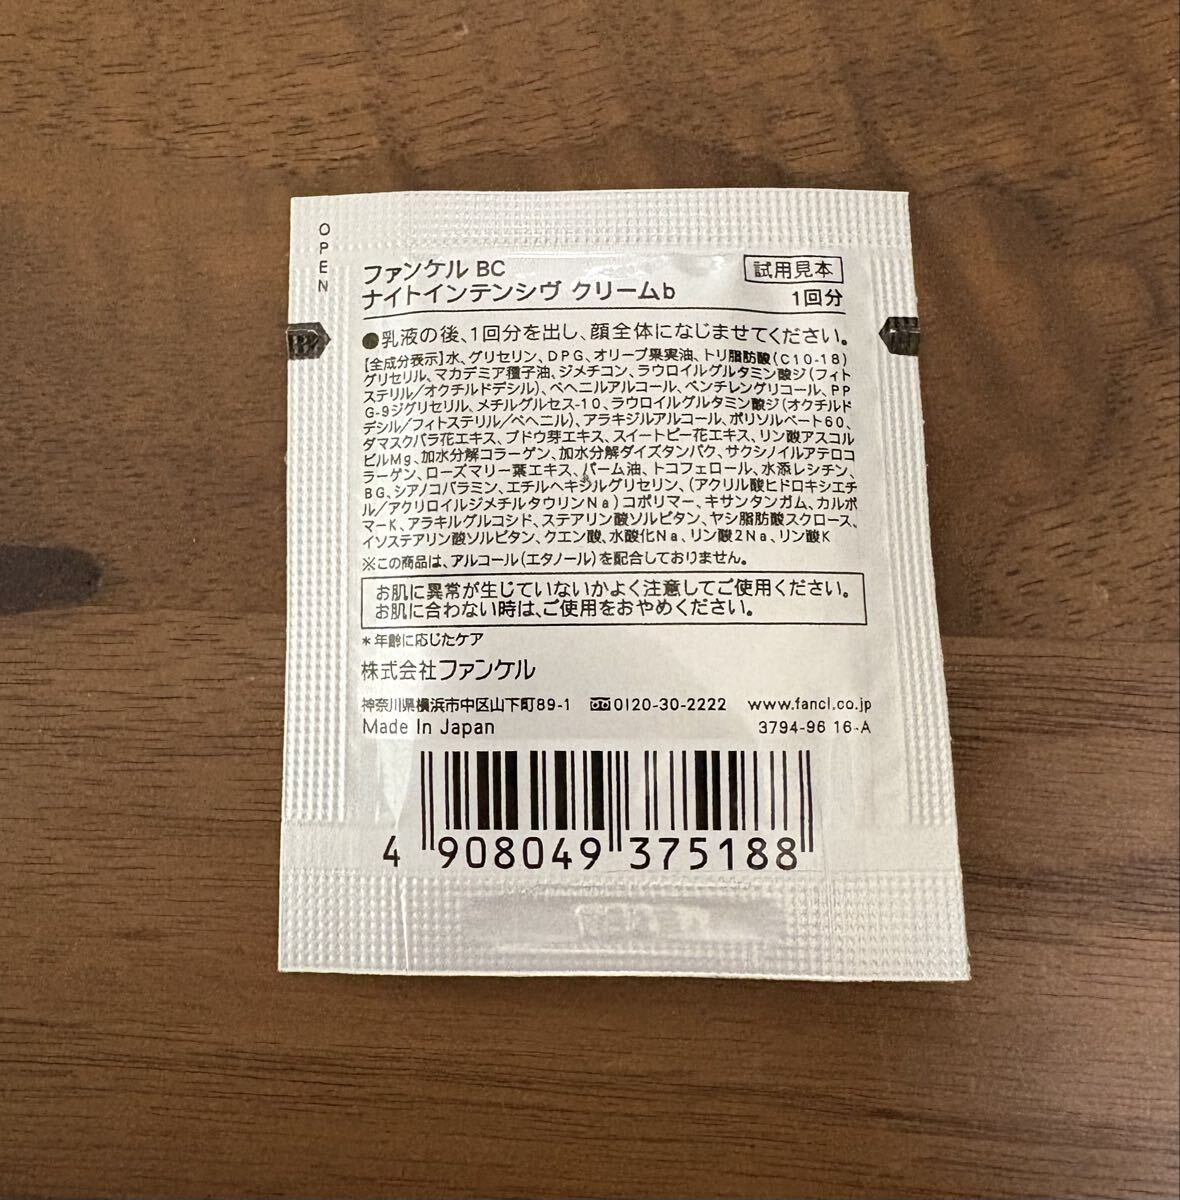 OPEN
ファンケル BC
試用見本
ナイトインテンシヴ クリームb
1回分
●乳液の後、1回分を出し、顔全体になじませてください。
【全成分表示】水、グリセリン、DPG、オリーブ果実油、トリ脂肪酸(C10-18)
グリセリル、マカデミア種子油、ジメチコン、ラウロイルグルタミン酸ジ(フィト
ステリル/オクチルドデシル)、ベヘニルアルコール、ペンチレングリコール、PP
G-9ジグリセリル、メチルグルセス-10、ラウロイルグルタミン酸ジ(オクチルド
デシル/フィトステリル/ベヘニル)、アラキジルアルコール、ポリソルベート60、
ダマスクバラ花エキス、ブドウ芽エキス、スイートピー花エキス、リン酸アスコル
ビルMg、加水分解コラーゲン、加水分解ダイズタンパク、サクシノイルアテロコ
ラーゲン、ローズマリー葉エキス、パーム油、トコフェロール、水添レシチン、
BG、シアノコバラミン、エチルヘキシルグリセリン、(アクリル酸ヒドロキシエチ
ル/アクリロイルジメチルタウリンNa)コポリマー、キサンタンガム、カルボ
マーK、アラキルグルコシド、ステアリン酸ソルビタン、ヤシ脂肪酸スクロース、
イソステアリン酸ソルビタン、クエン酸、水酸化Na、リン酸2Na、リン酸K
※この商品は、アルコール(エタノール)を配合しておりません。
お肌に異常が生じていないかよく注意してご使用ください。
お肌に合わない時は、ご使用をおやめください。
*年齢に応じたケア
株式会社ファンケル
神奈川県横浜市中区山下町89-1 0120-30-2222 www.fancl.co.jp
Made In Japan 3794-96 16-A
4 908049 375188